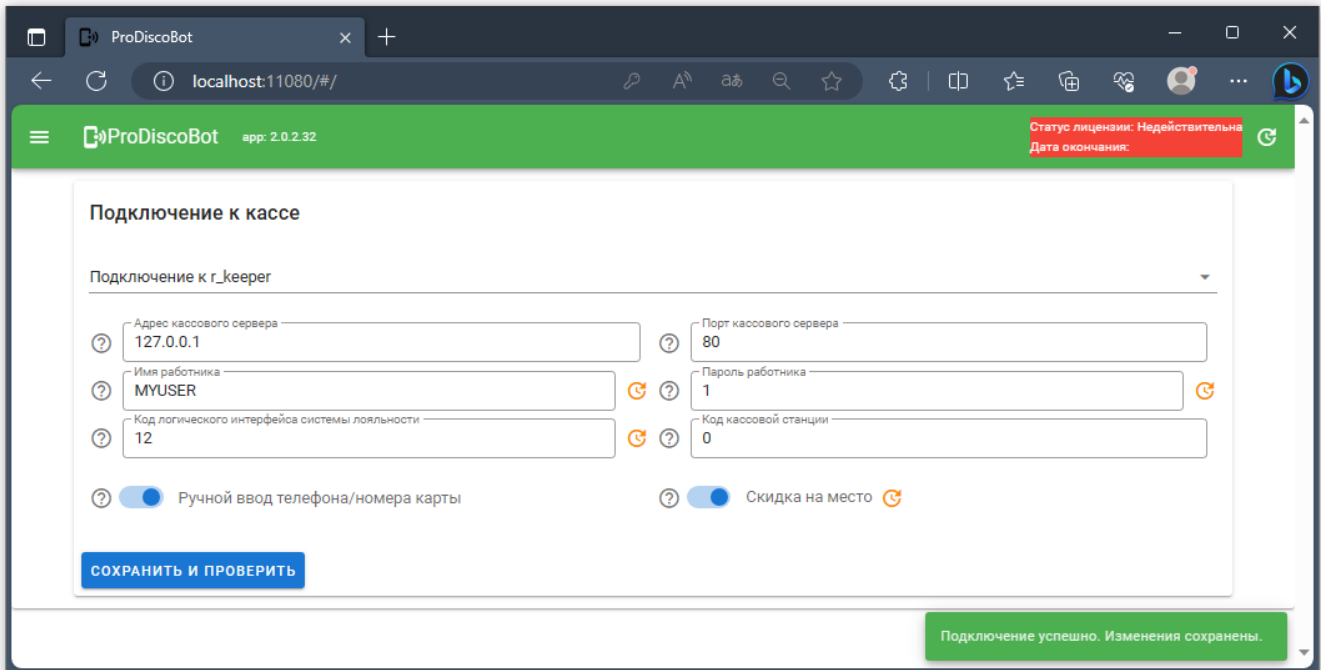 ProDiscoBot
localhost:11080/#/
ProDiscoBot app: 2.0.2.32
Статус лицензии: Недействительна
Дата окончания:
Подключение к кассе
Подключение к r_keeper
Адрес кассового сервера
127.0.0.1
Порт кассового сервера
80
Имя работника
MYUSER
Пароль работника
1
Код логического интерфейса системы лояльности
12
Код кассовой станции
0
Ручной ввод телефона/номера карты
Скидка на место
СОХРАНИТЬ И ПРОВЕРИТЬ
Подключение успешно. Изменения сохранены.